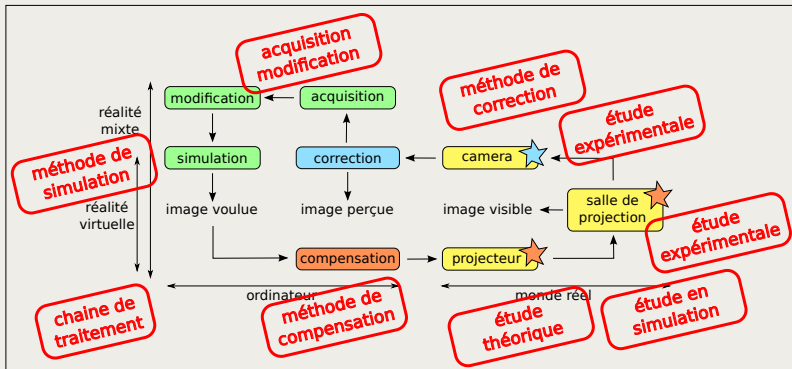 acquisition
modification
méthode de
correction
modification
acquisition
réalité
mixte
étude
expérimentale
méthode de
simulation
simulation
correction
camera
réalité
virtuelle
image voulue
image perçue
image visible
salle de
projection
étude
expérimentale
compensation
projecteur
chaine de
traitement
ordinateur
méthode de
compensation
monde réel
étude
théorique
étude en
simulation